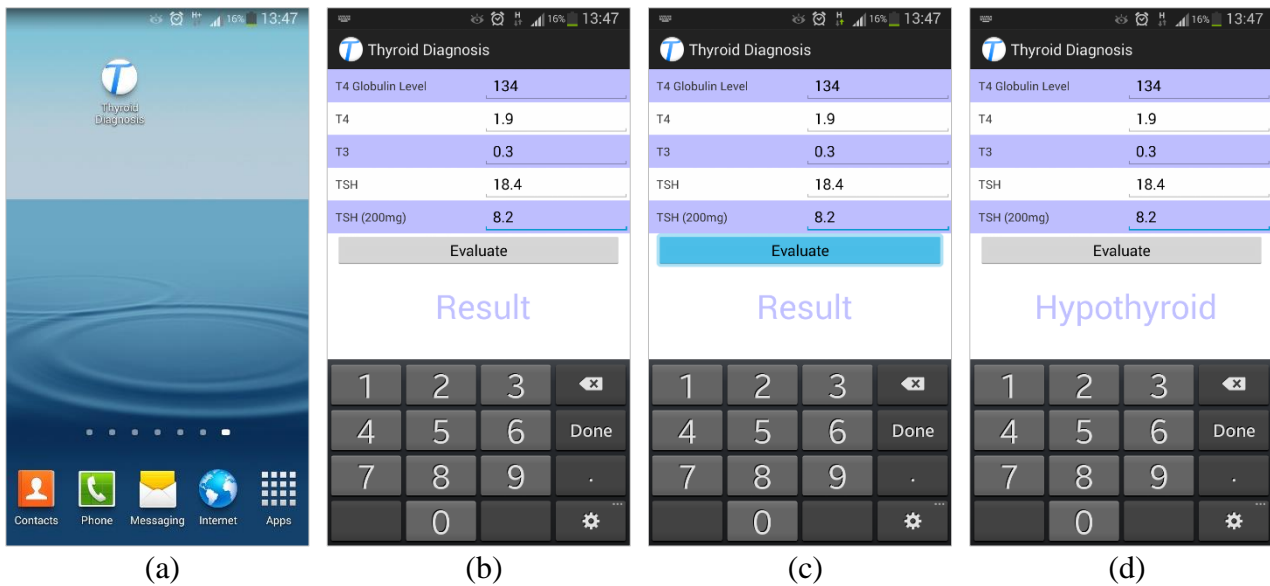 16% 13:47
Thyroid
Diagnosis
Contacts Phone Messaging Internet Apps
(a)
H 16% 13:47
Thyroid Diagnosis
T4 Globulin Level 134
T4 1.9
T3 0.3
TSH 18.4
TSH (200mg) 8.2
Evaluate
Result
1 2 3
4 5 6 Done
7 8 9 .
0
(b)
H 16% 13:47
Thyroid Diagnosis
T4 Globulin Level 134
T4 1.9
T3 0.3
TSH 18.4
TSH (200mg) 8.2
Evaluate
Result
1 2 3
4 5 6 Done
7 8 9 .
0
(c)
H 16% 13:47
Thyroid Diagnosis
T4 Globulin Level 134
T4 1.9
T3 0.3
TSH 18.4
TSH (200mg) 8.2
Evaluate
Hypothyroid
1 2 3
4 5 6 Done
7 8 9 .
0
(d)